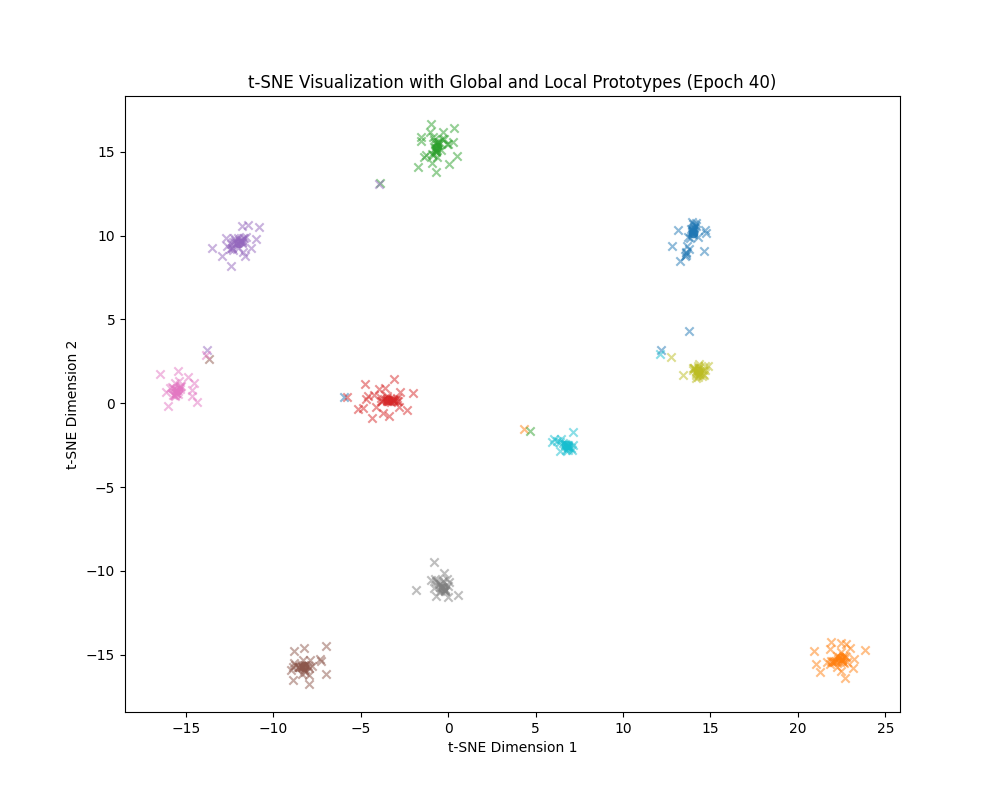 t-SNE Visualization with Global and Local Prototypes (Epoch 40)
t-SNE Dimension 2
15
10
5
0
−5
−10
−15
−15 −10 −5 0 5 10 15 20 25
t-SNE Dimension 1